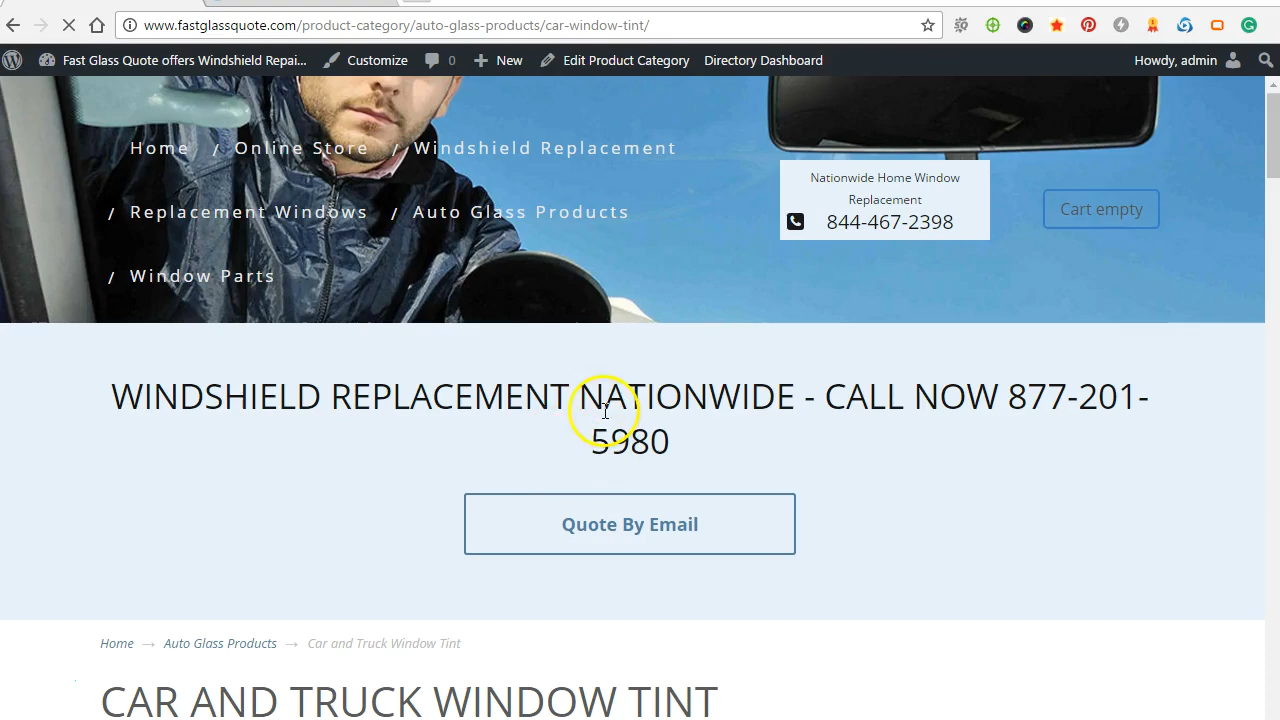 www.fastglassquote.com/product-category/auto-glass-products/car-window-tint/
Fast Glass Quote offers Windshield Repai... Customize 0 New Edit Product Category Directory Dashboard Howdy, admin
Home / Online Store / Windshield Replacement
/ Replacement Windows / Auto Glass Products
/ Window Parts
Nationwide Home Window
Replacement
844-467-2398
Cart empty
WINDSHIELD REPLACEMENT NATIONWIDE - CALL NOW 877-201-
5980
Quote By Email
Home → Auto Glass Products → Car and Truck Window Tint
CAR AND TRUCK WINDOW TINT